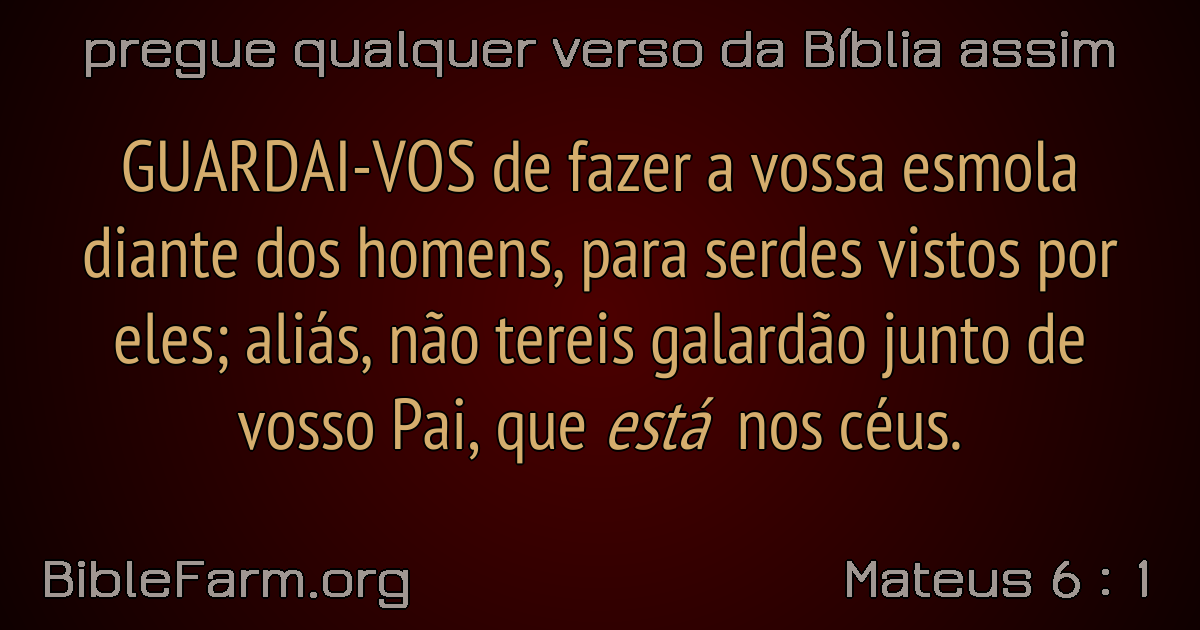 pregue qualquer verso da Bíblia assim
GUARDAI-VOS de fazer a vossa esmola
diante dos homens, para serdes vistos por
eles; aliás, não tereis galardão junto de
vosso Pai, que está nos céus.
BibleFarm.org
Mateus 6 : 1